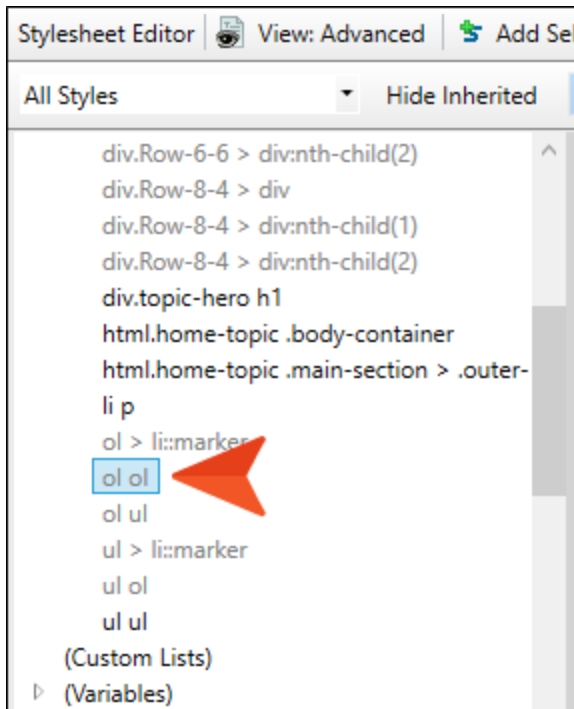 Stylesheet Editor View: Advanced Add Sel
All Styles Hide Inherited
div.Row-6-6 > div:nth-child(2)
div.Row-8-4 > div
div.Row-8-4 > div:nth-child(1)
div.Row-8-4 > div:nth-child(2)
div.topic-hero h1
html.home-topic .body-container
html.home-topic .main-section > .outer-
li p
ol > li::marker
ol ol
ol ul
ul > li::marker
ul ol
ul ul
(Custom Lists)
(Variables)